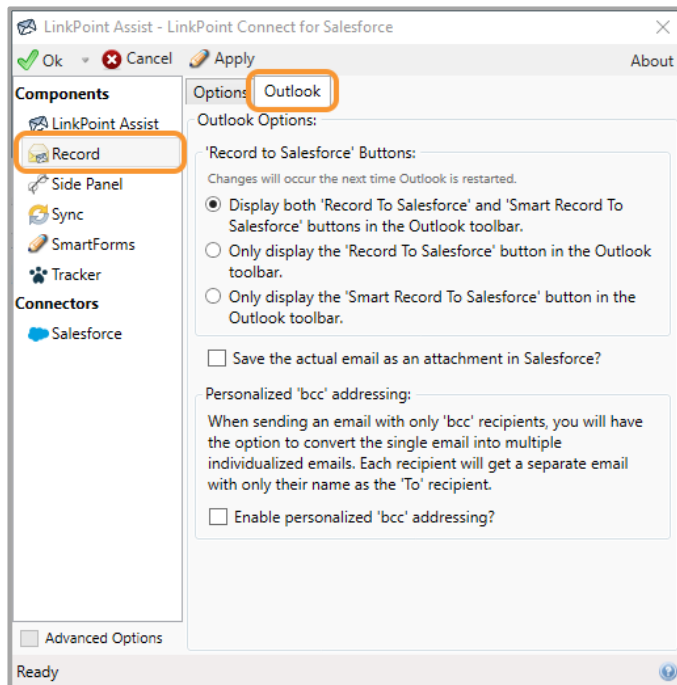 LinkPoint Assist - LinkPoint Connect for Salesforce
Ok Cancel Apply About
Components
LinkPoint Assist
Record
Side Panel
Sync
SmartForms
Tracker
Connectors
Salesforce
Advanced Options
Options Outlook
Outlook Options:
'Record to Salesforce' Buttons:
Changes will occur the next time Outlook is restarted.
Display both 'Record To Salesforce' and 'Smart Record To
Salesforce' buttons in the Outlook toolbar.
Only display the 'Record To Salesforce' button in the Outlook
toolbar.
Only display the 'Smart Record To Salesforce' button in the
Outlook toolbar.
Save the actual email as an attachment in Salesforce?
Personalized 'bcc' addressing:
When sending an email with only 'bcc' recipients, you will have
the option to convert the single email into multiple
individualized emails. Each recipient will get a separate email
with only their name as the 'To' recipient.
Enable personalized 'bcc' addressing?
Ready